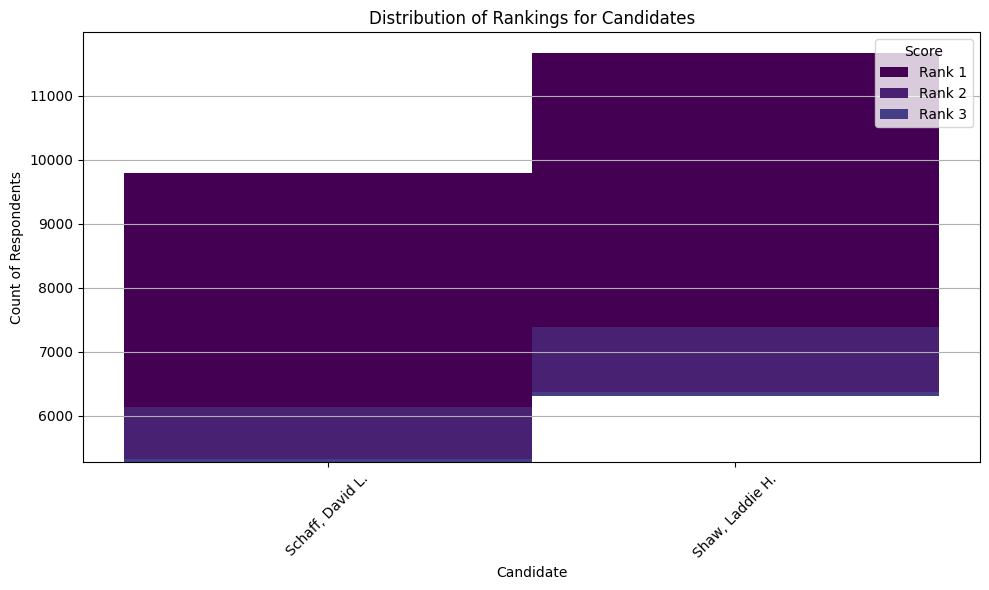 Distribution of Rankings for Candidates
Score
Rank 1
Rank 2
Rank 3
Count of Respondents
11000
10000
9000
8000
7000
6000
Schaff, David L.
Shaw, Laddie H.
Candidate